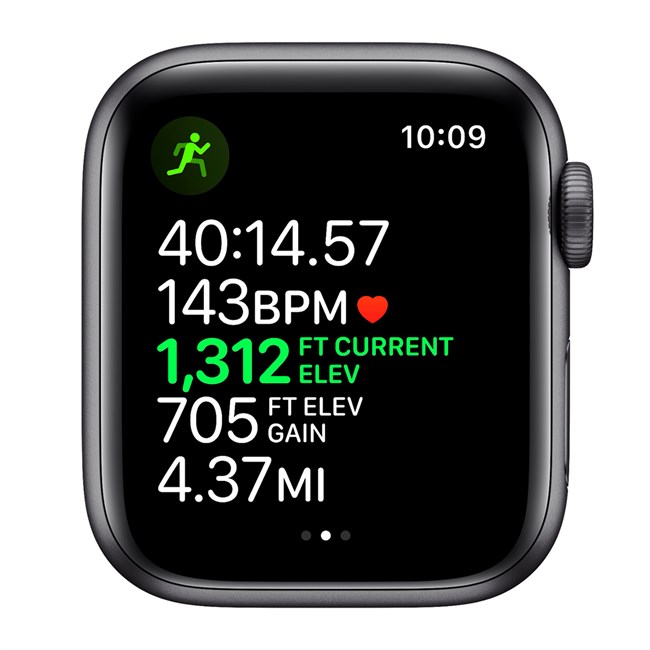 10:09
40:14.57
143BPM
1,312 FT CURRENT
ELEV
705 FT ELEV
GAIN
4.37MI